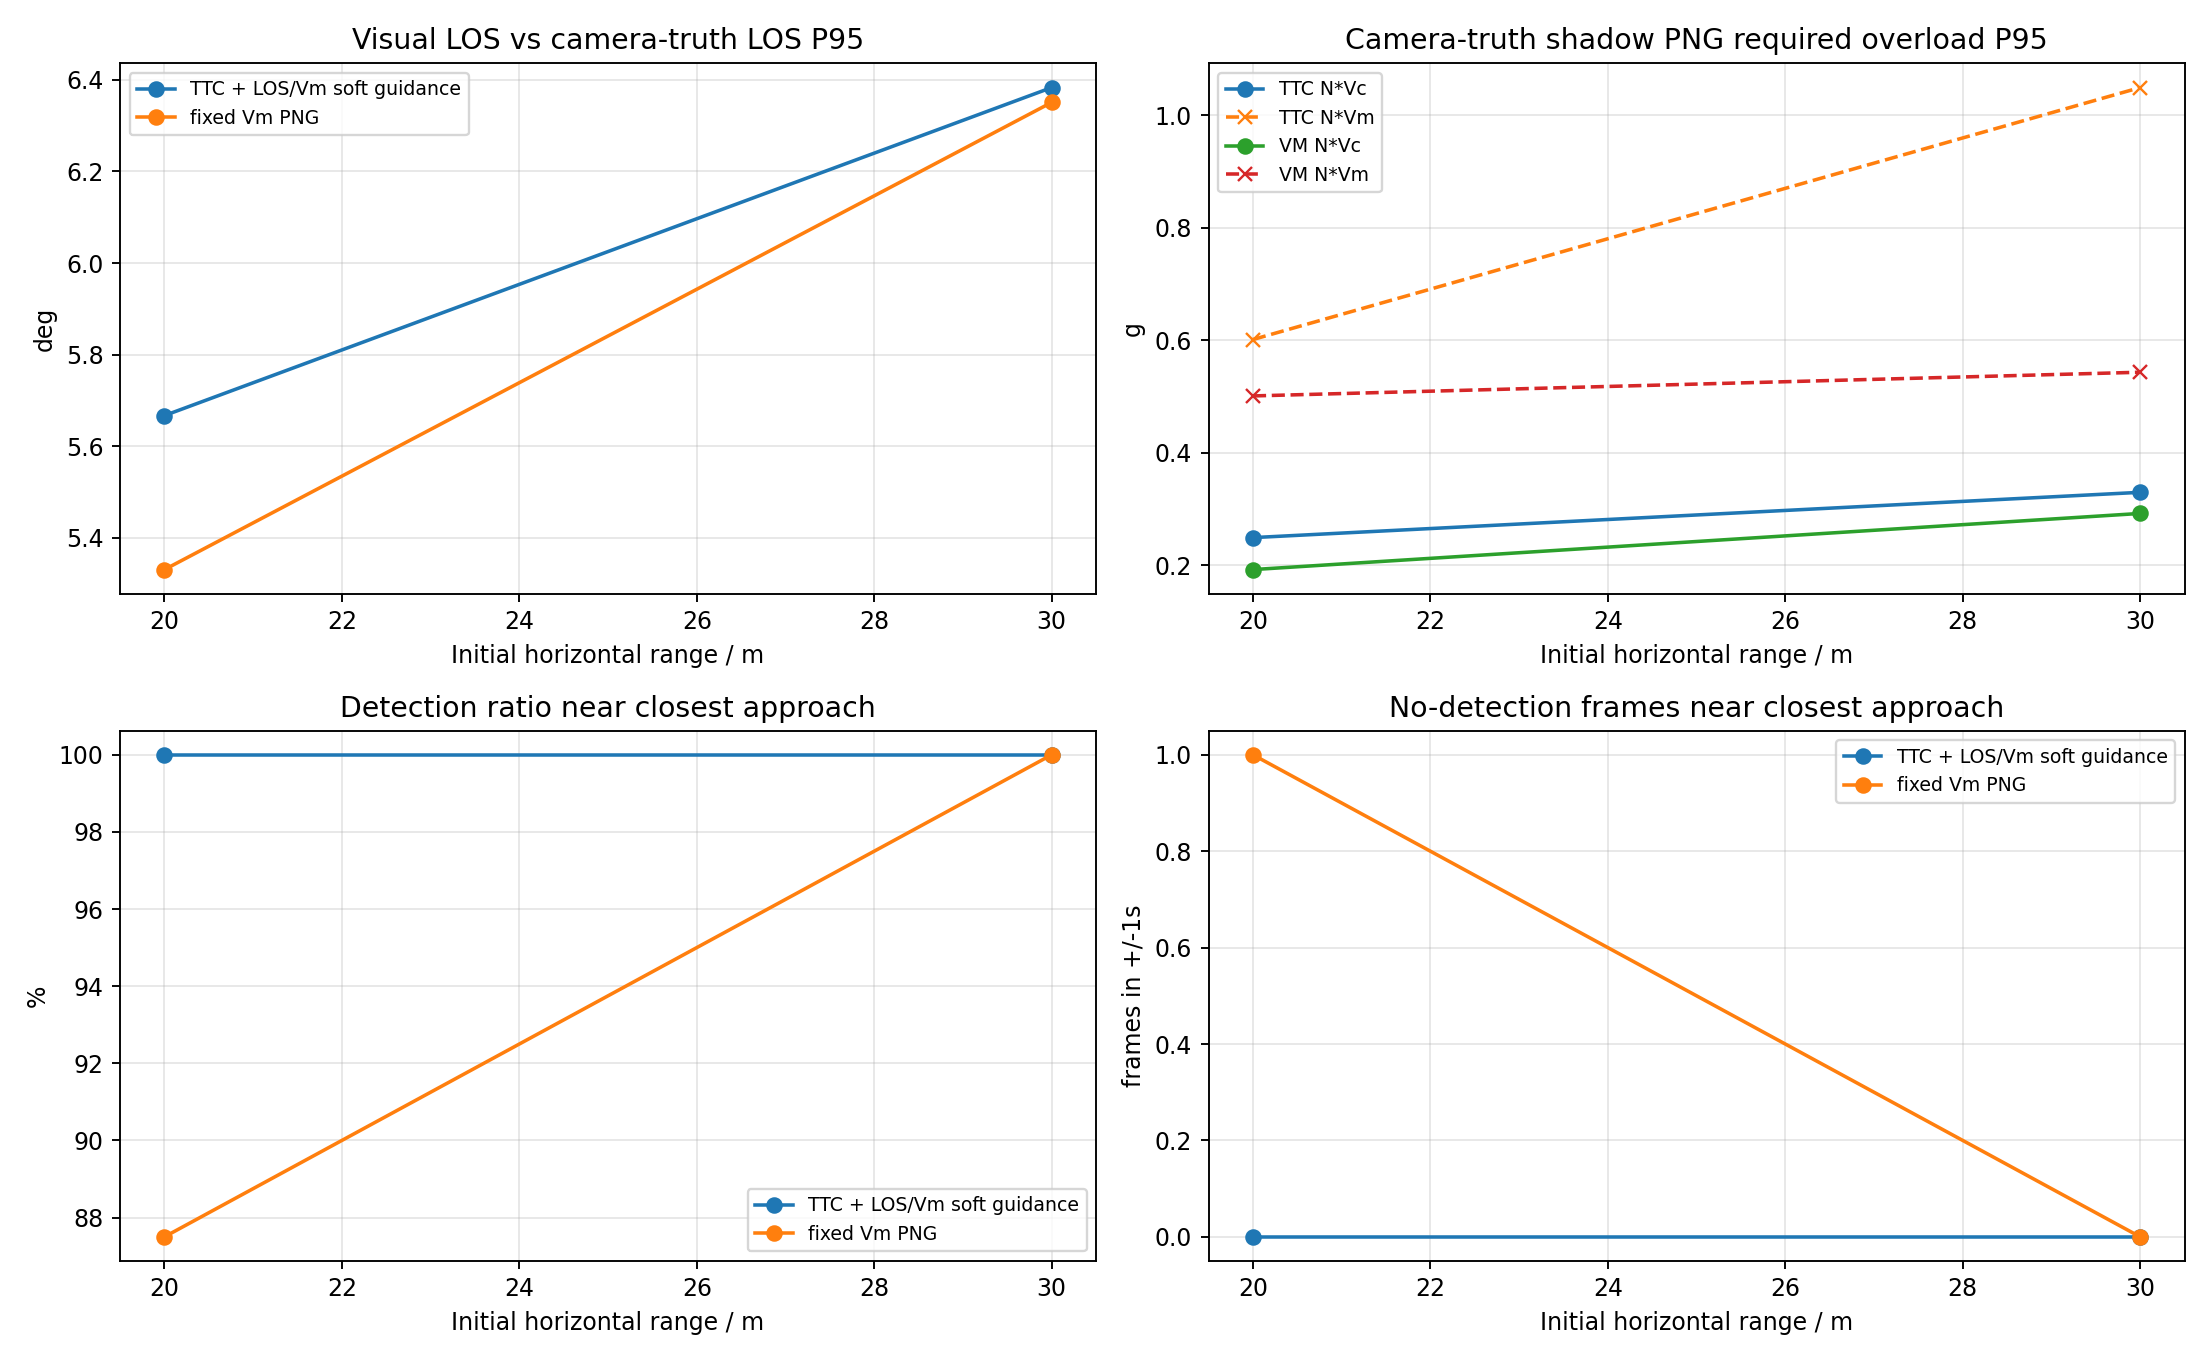 Visual LOS vs camera-truth LOS P95
TTC + LOS/Vm soft guidance
fixed Vm PNG
6.4
6.2
6.0
5.8
5.6
5.4
deg
20 22 24 26 28 30
Initial horizontal range / m
Camera-truth shadow PNG required overload P95
TTC N*Vc
TTC N*Vm
VM N*Vc
VM N*Vm
1.0
0.8
0.6
0.4
0.2
g
20 22 24 26 28 30
Initial horizontal range / m
Detection ratio near closest approach
100
98
96
94
92
90
88
%
TTC + LOS/Vm soft guidance
fixed Vm PNG
20 22 24 26 28 30
Initial horizontal range / m
No-detection frames near closest approach
TTC + LOS/Vm soft guidance
fixed Vm PNG
1.0
0.8
0.6
0.4
0.2
0.0
frames in +/-1s
20 22 24 26 28 30
Initial horizontal range / m